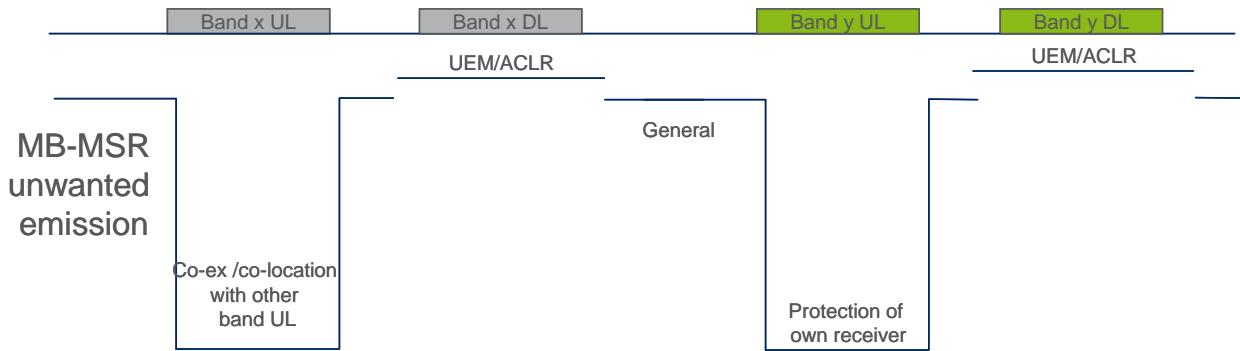 Band x UL
Band x DL
Band y UL
Band y DL
UEM/ACLR
UEM/ACLR
General
MB-MSR
unwanted
emission
Co-ex /co-location
with other
band UL
Protection of
own receiver